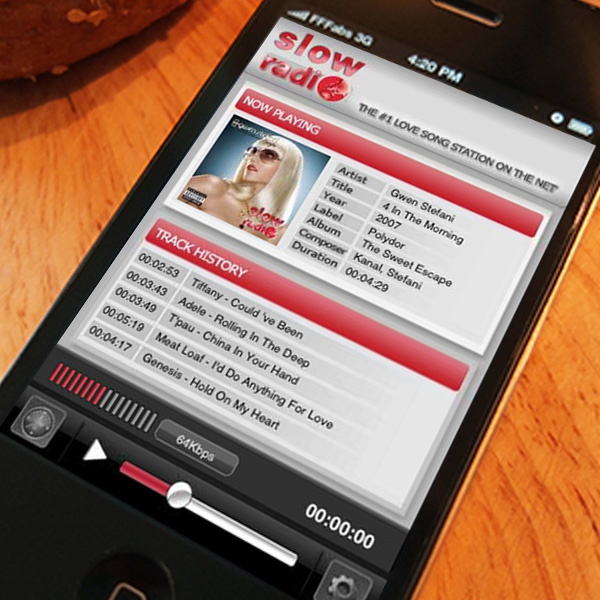 FFFabs 3G
4:20 PM
slow
radio
THE #1 LOVE SONG STATION ON THE NET
NOW PLAYING
slow
radio
Artist Gwen Stefani
Title 4 In The Morning
Year 2007
Label Polydor
Album The Sweet Escape
Composer Kanal, Stefani
Duration 00:04:29
TRACK HISTORY
00:02:53 Tiffany - Could 've Been
00:03:43 Adele - Rolling In The Deep
00:03:49 T'pau - China In Your Hand
00:05:19 Meat Loaf - I'd Do Anything For Love
00:04:17 Genesis - Hold On My Heart
64Kbps
00:00:00